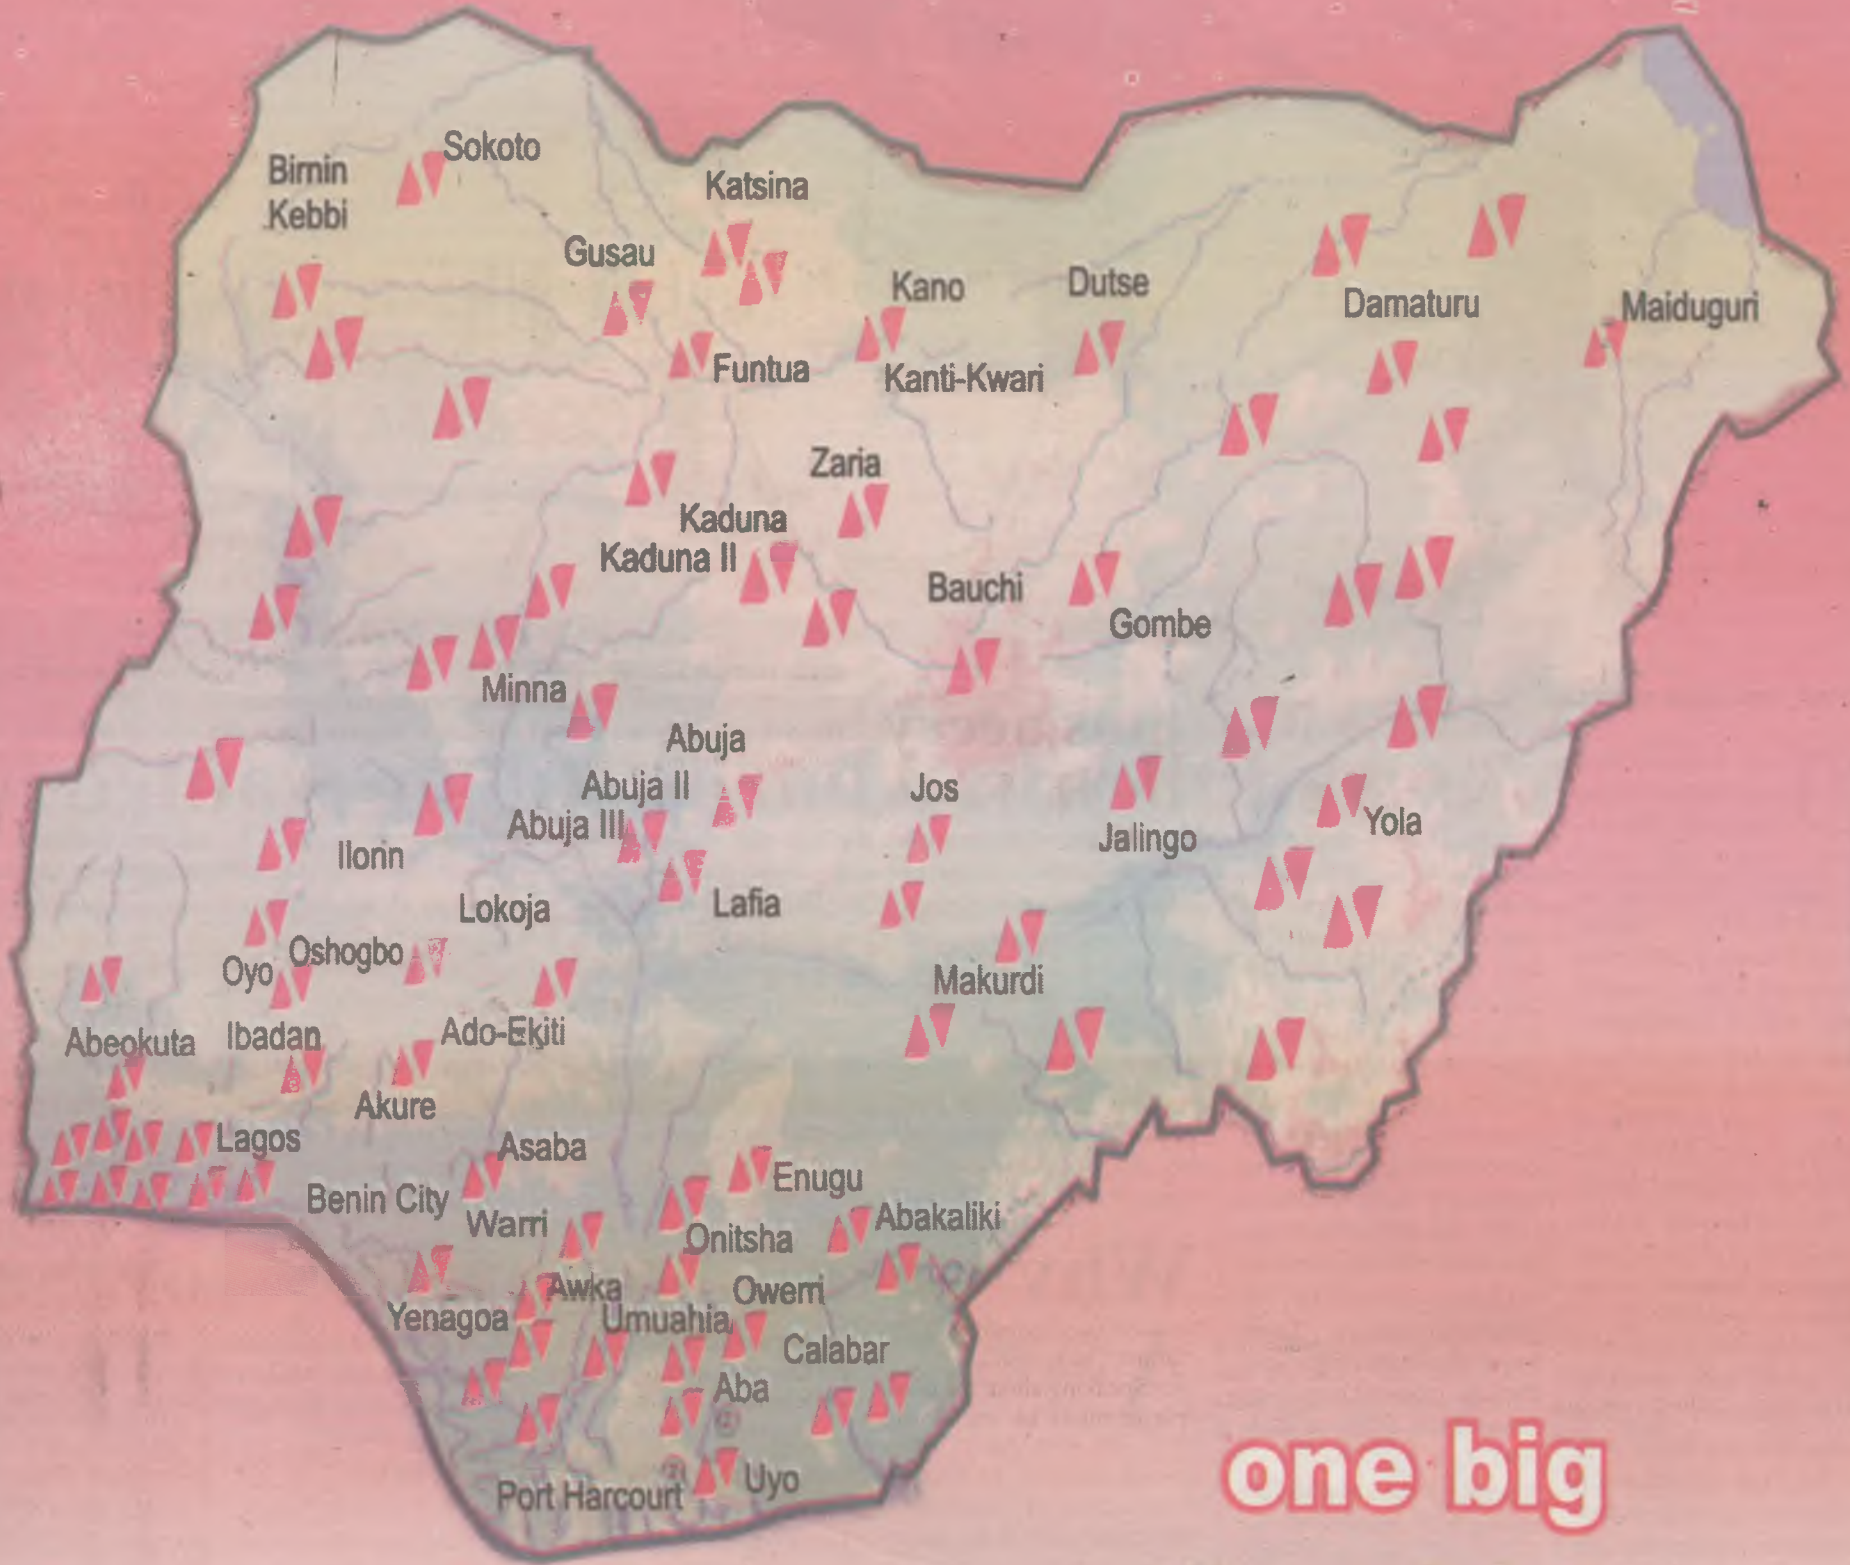 Sokoto
Birnin
Kebbi
Katsina
Gusau
Kano
Dutse
Damaturu
Maiduguri
Funtua
Kanti-Kwari
Zaria
Kaduna
Kaduna II
Bauchi
Gombe
Minna
Abuja
Abuja II
Abuja III
Jos
Jalingo
Yola
Ilorin
Lokoja
Lafia
Oshogbo
Oyo
Makurdi
Abeokuta
Ibadan
Ado-Ekiti
Akure
Lagos
Asaba
Benin City
Enugu
Warri
Abakaliki
Onitsha
Awka
Owerri
Yenagoa
Umuahia
Calabar
Aba
(2)
(2)
Port Harcourt
Uyo
one big